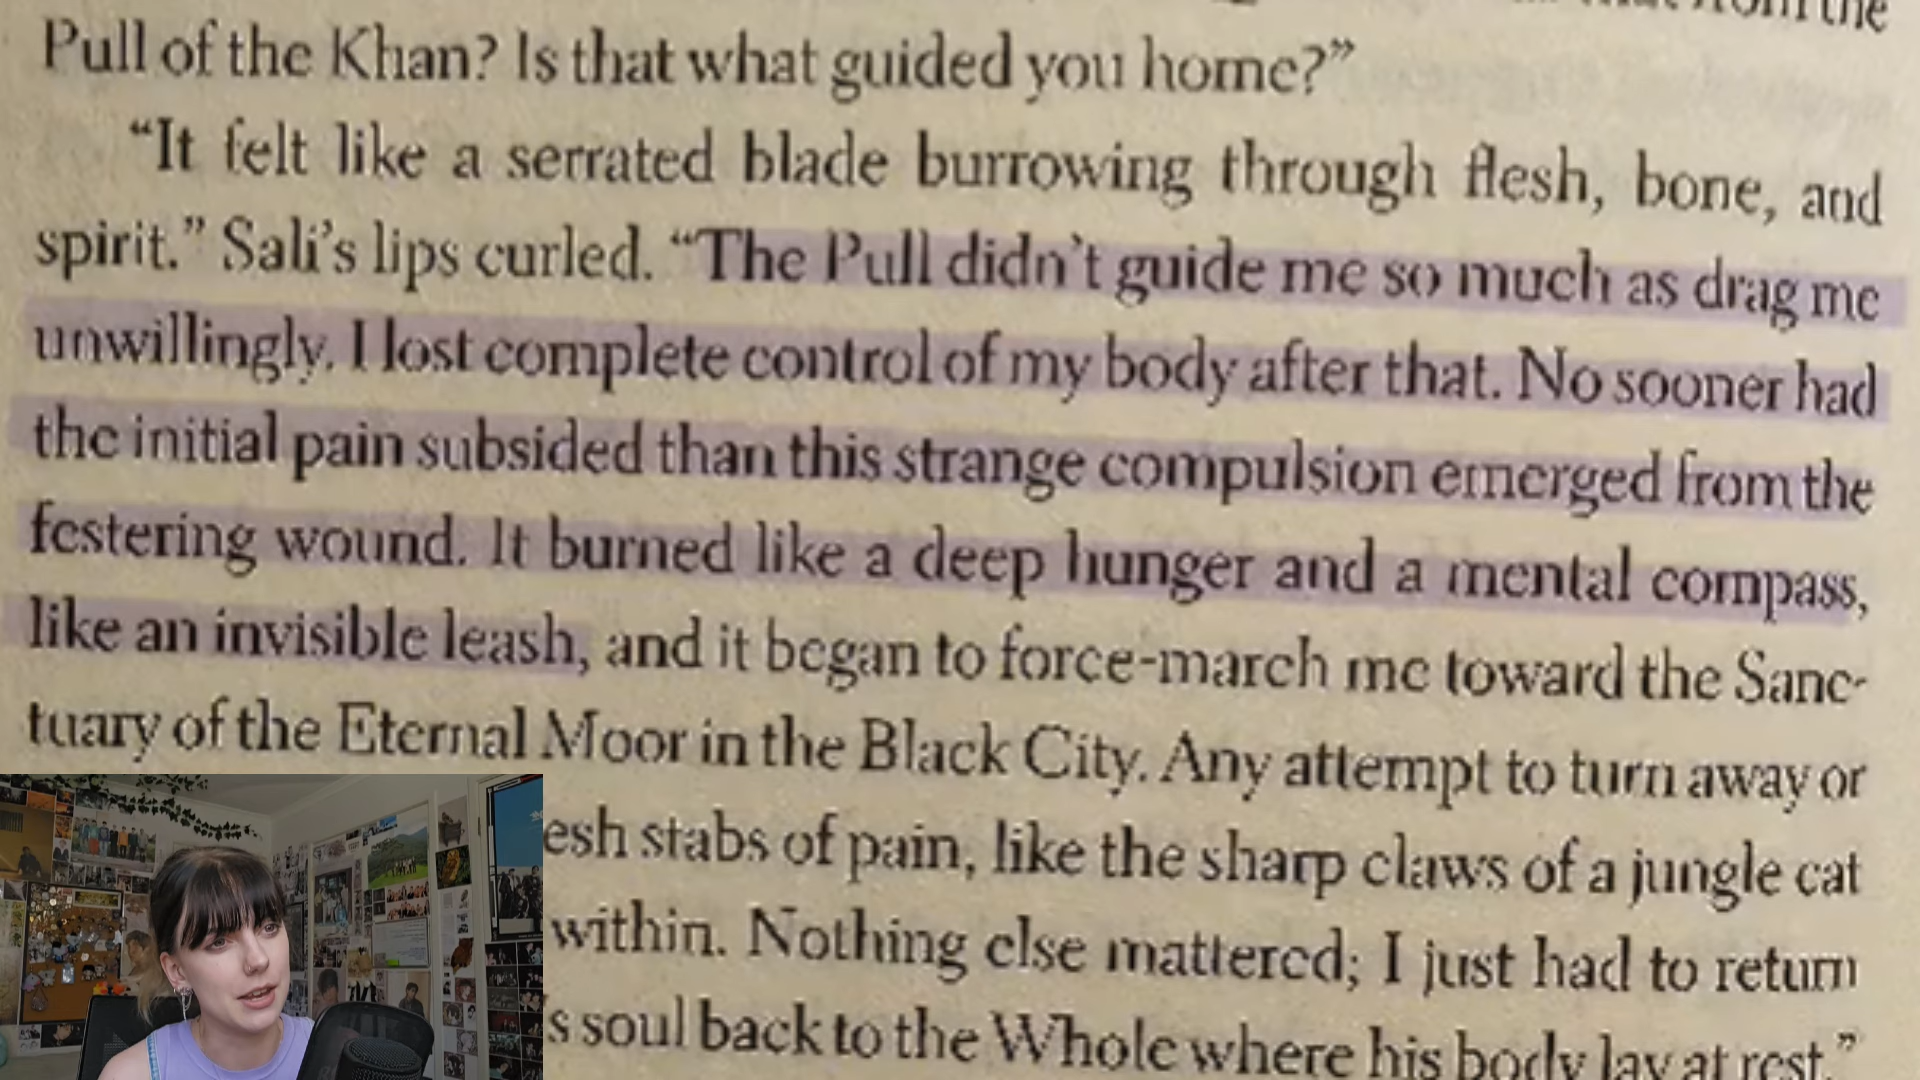 from the
Pull of the Khan? Is that what guided you home?”
“It felt like a serrated blade burrowing through flesh, bone, and
spirit.” Sali’s lips curled. “The Pull didn’t guide me so much as drag me
unwillingly. I lost complete control of my body after that. No sooner had
the initial pain subsided than this strange compulsion emerged from the
festering wound. It burned like a deep hunger and a mental compass,
like an invisible leash, and it began to force-march me toward the Sanc-
tuary of the Eternal Moor in the Black City. Any attempt to turn away or
esh stabs of pain, like the sharp claws of a jungle cat
within. Nothing else mattered; I just had to return
’s soul back to the Whole where his body lay at rest.”